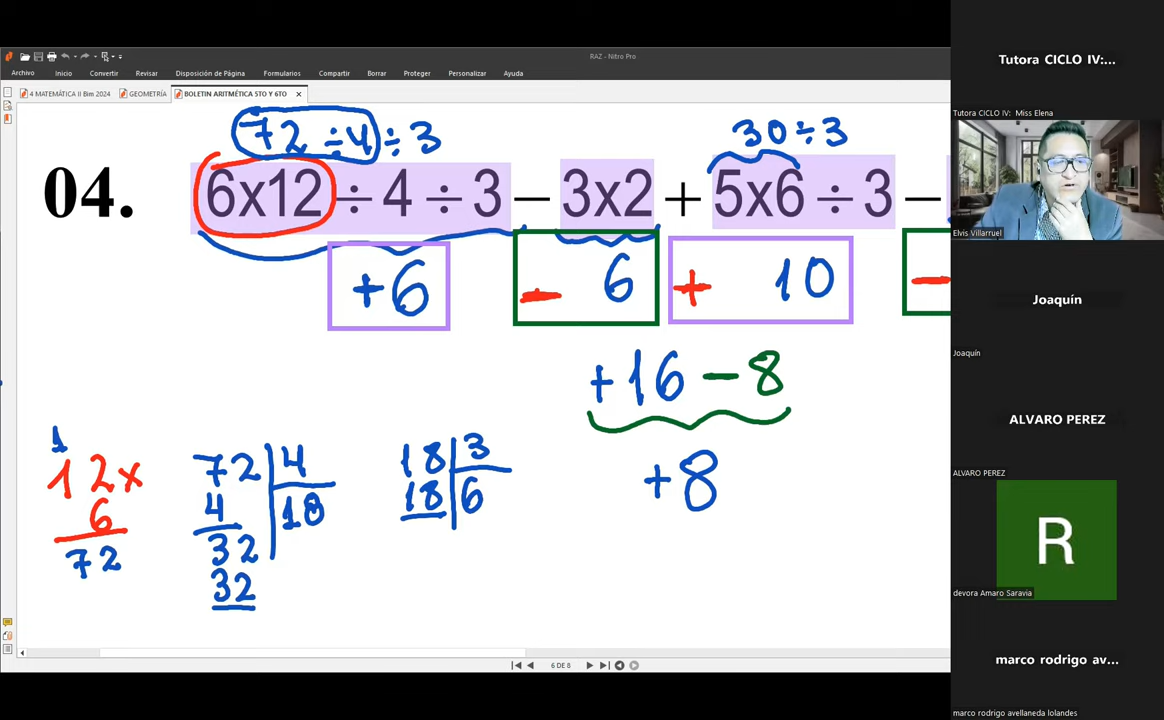 RAZ - Nitro Pro
Archivo Inicio Convertir Revisar Disposición de Página Formularios Compartir Borrar Proteger Personalizar Ayuda
4 MATEMÁTICA II Bim 2024 GEOMETRÍA BOLETIN ARITMÉTICA 5TO Y 6TO ×
72 ÷4 ÷3 30÷3
04. 6x12 ÷ 4 ÷ 3 − 3x2 + 5x6 ÷ 3 −
+6 − 6 + 10 −
+16 − 8
+8
1
12x
6
72
72 4
4 18
32
32
18 3
18 6
6 DE 8
Tutora CICLO IV:...
Tutora CICLO IV: Miss Elena
Elvis Villarruel
Joaquín
Joaquín
ALVARO PEREZ
ALVARO PEREZ
R
devora Amaro Saravia
marco rodrigo av...
marco rodrigo avellaneda lolandes